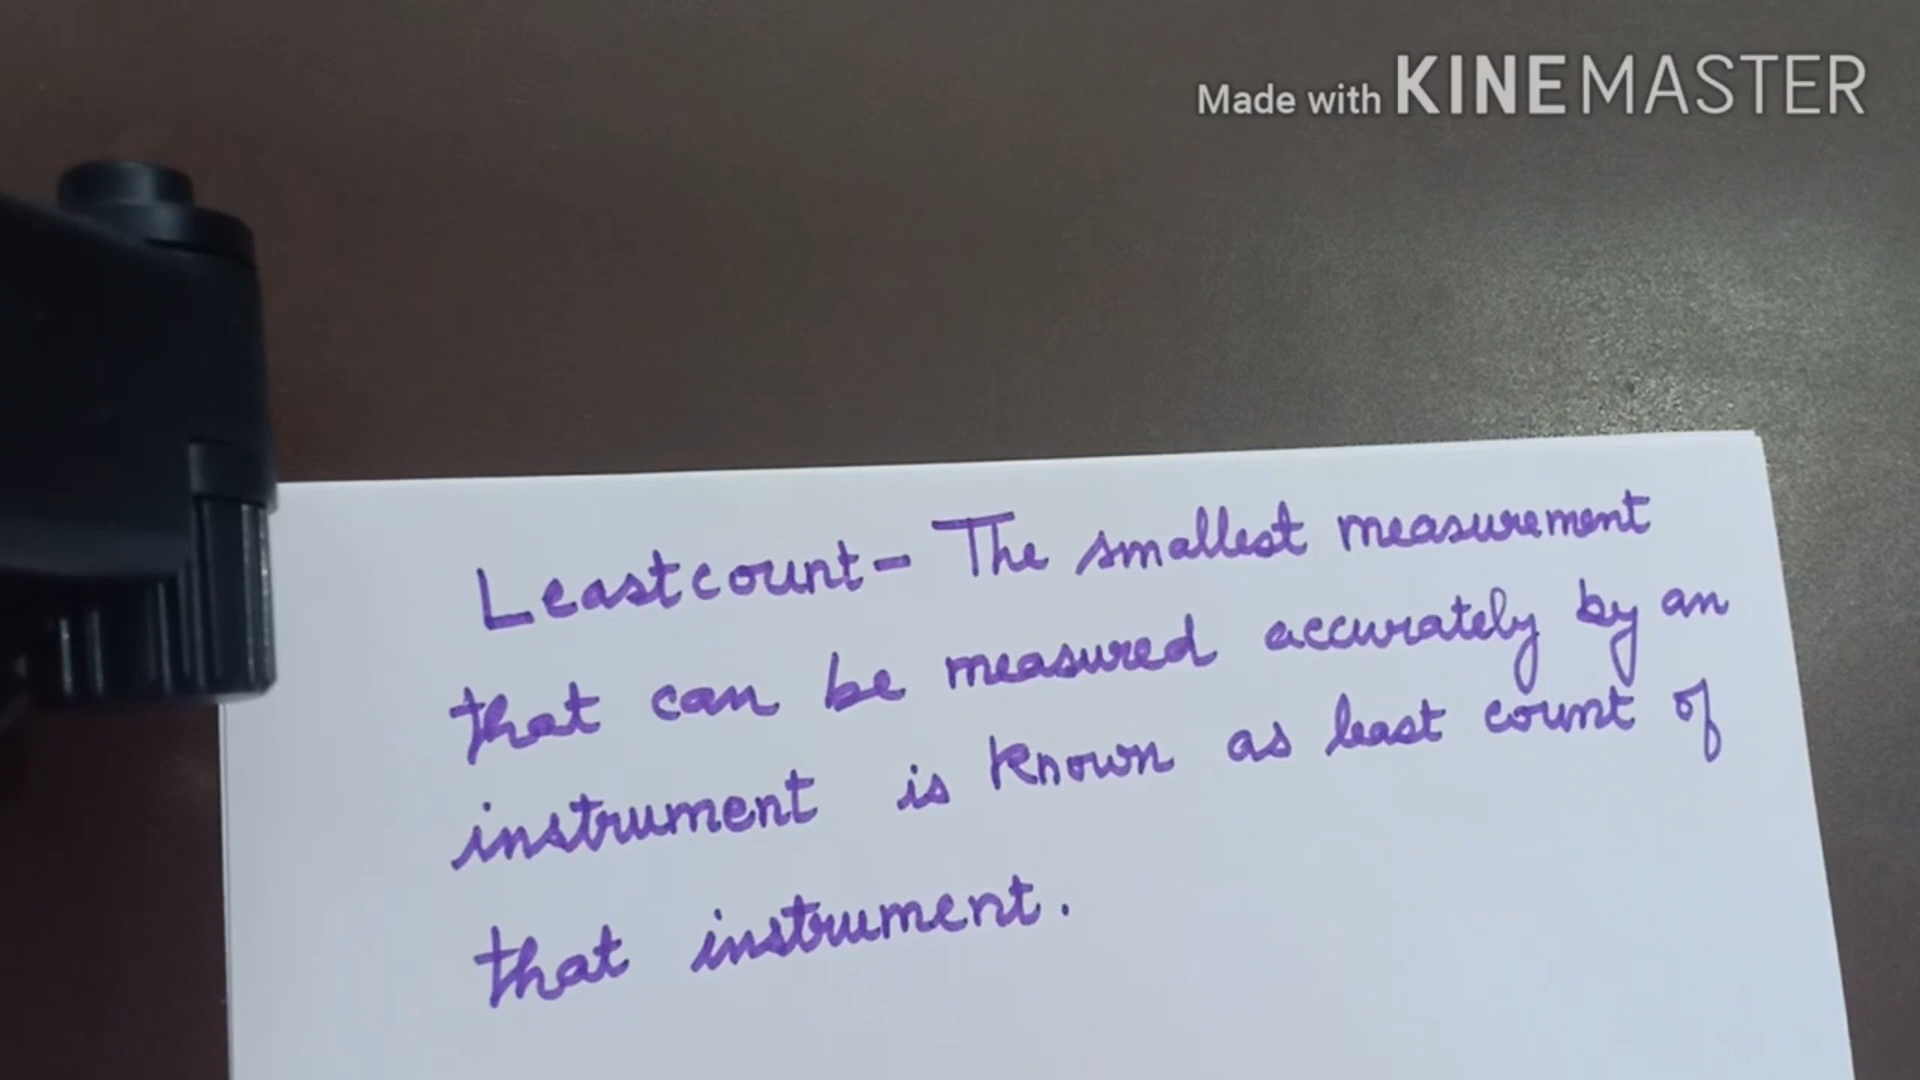 Made with KINEMASTER
Leastcount- The smallest measurement
that can be measured accurately by an
instrument is known as least count of
that instrument.